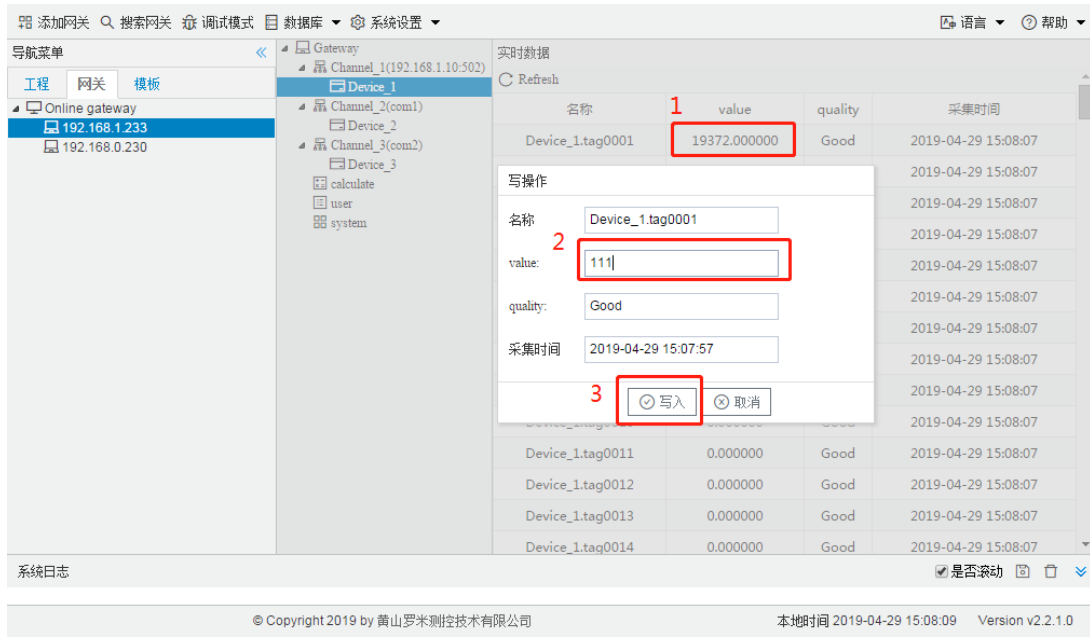 添加网关 搜索网关 调试模式 数据库 系统设置 语言 帮助
导航菜单
工程 网关 模板
Online gateway
192.168.1.233
192.168.0.230
Gateway
Channel_1(192.168.1.10:502)
Device_1
Channel_2(com1)
Device_2
Channel_3(com2)
Device_3
calculate
user
system
实时数据
Refresh
名称 1 value quality 采集时间
Device_1.tag0001 19372.000000 Good 2019-04-29 15:08:07
2019-04-29 15:08:07
2019-04-29 15:08:07
2019-04-29 15:08:07
2019-04-29 15:08:07
2019-04-29 15:08:07
2019-04-29 15:08:07
2019-04-29 15:08:07
2019-04-29 15:08:07
2019-04-29 15:08:07
写操作
名称 Device_1.tag0001
2
value: 111
quality: Good
采集时间 2019-04-29 15:07:57
3 写入 取消
Device_1.tag0011 0.000000 Good 2019-04-29 15:08:07
Device_1.tag0012 0.000000 Good 2019-04-29 15:08:07
Device_1.tag0013 0.000000 Good 2019-04-29 15:08:07
Device_1.tag0014 0.000000 Good 2019-04-29 15:08:07
系统日志 是否滚动
© Copyright 2019 by 黄山罗米测控技术有限公司 本地时间 2019-04-29 15:08:09 Version v2.2.1.0